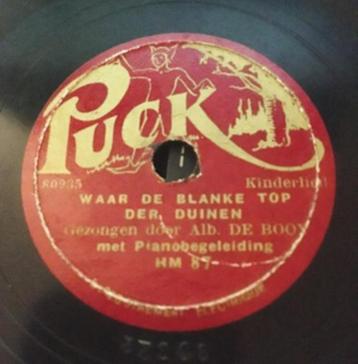 Puck
80935 Kinderlied
WAAR DE BLANKE TOP
DER DUINEN
Gezongen door Alb. DE BOOY
met Pianobegeleiding
HM 87